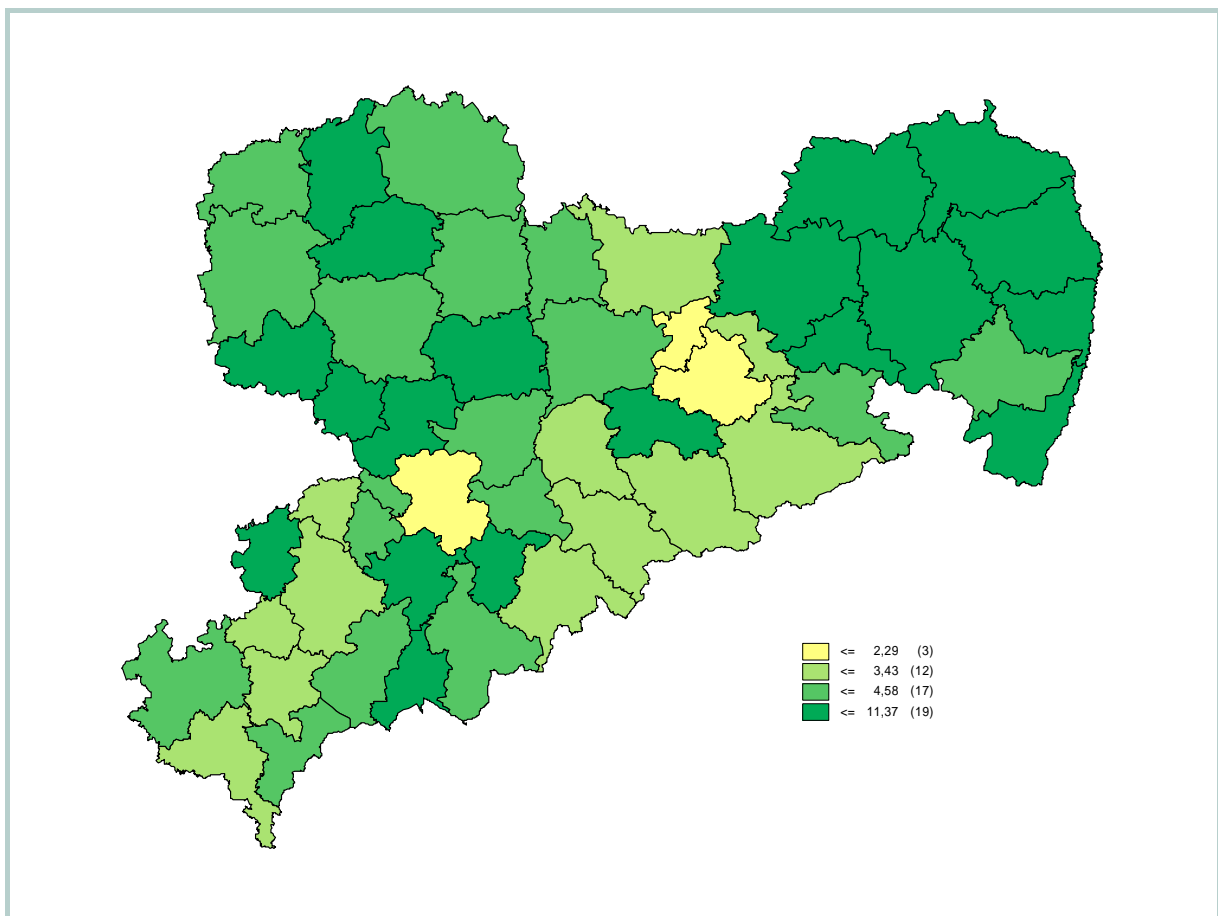 <= 2,29 (3)
<= 3,43 (12)
<= 4,58 (17)
<= 11,37 (19)